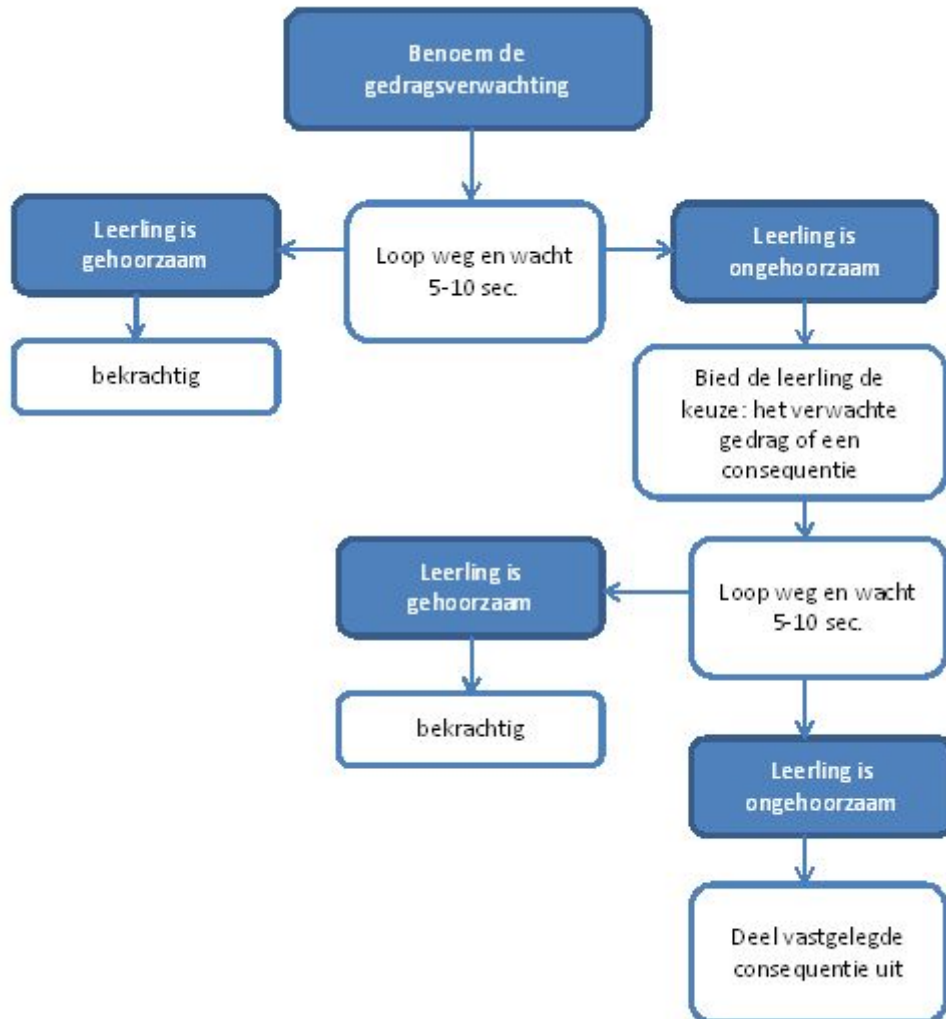 Benoem de
gedragsverwachting
Leerling is
gehoorzaam
Loop weg en wacht
5-10 sec.
Leerling is
ongehoorzaam
bekrachtig
Bied de leerling de
keuze: het verwachte
gedrag of een
consequentie
Leerling is
gehoorzaam
Loop weg en wacht
5-10 sec.
bekrachtig
Leerling is
ongehoorzaam
Deel vastgelegde
consequentie uit